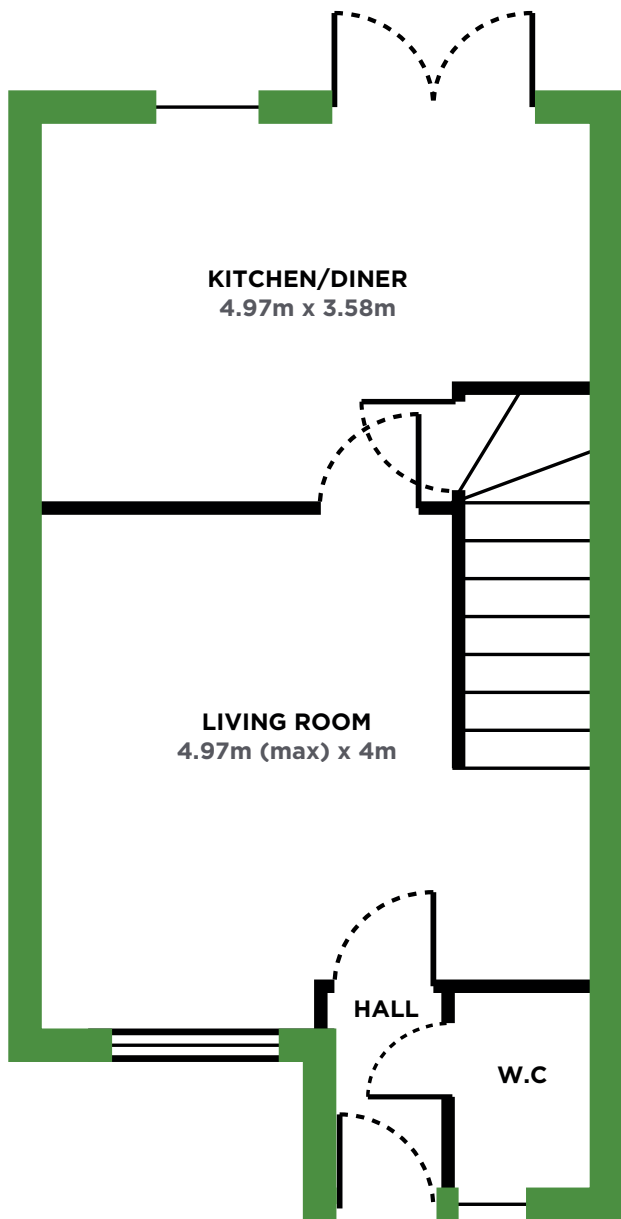 KITCHEN/DINER
4.97m x 3.58m
LIVING ROOM
4.97m (max) x 4m
HALL
W.C